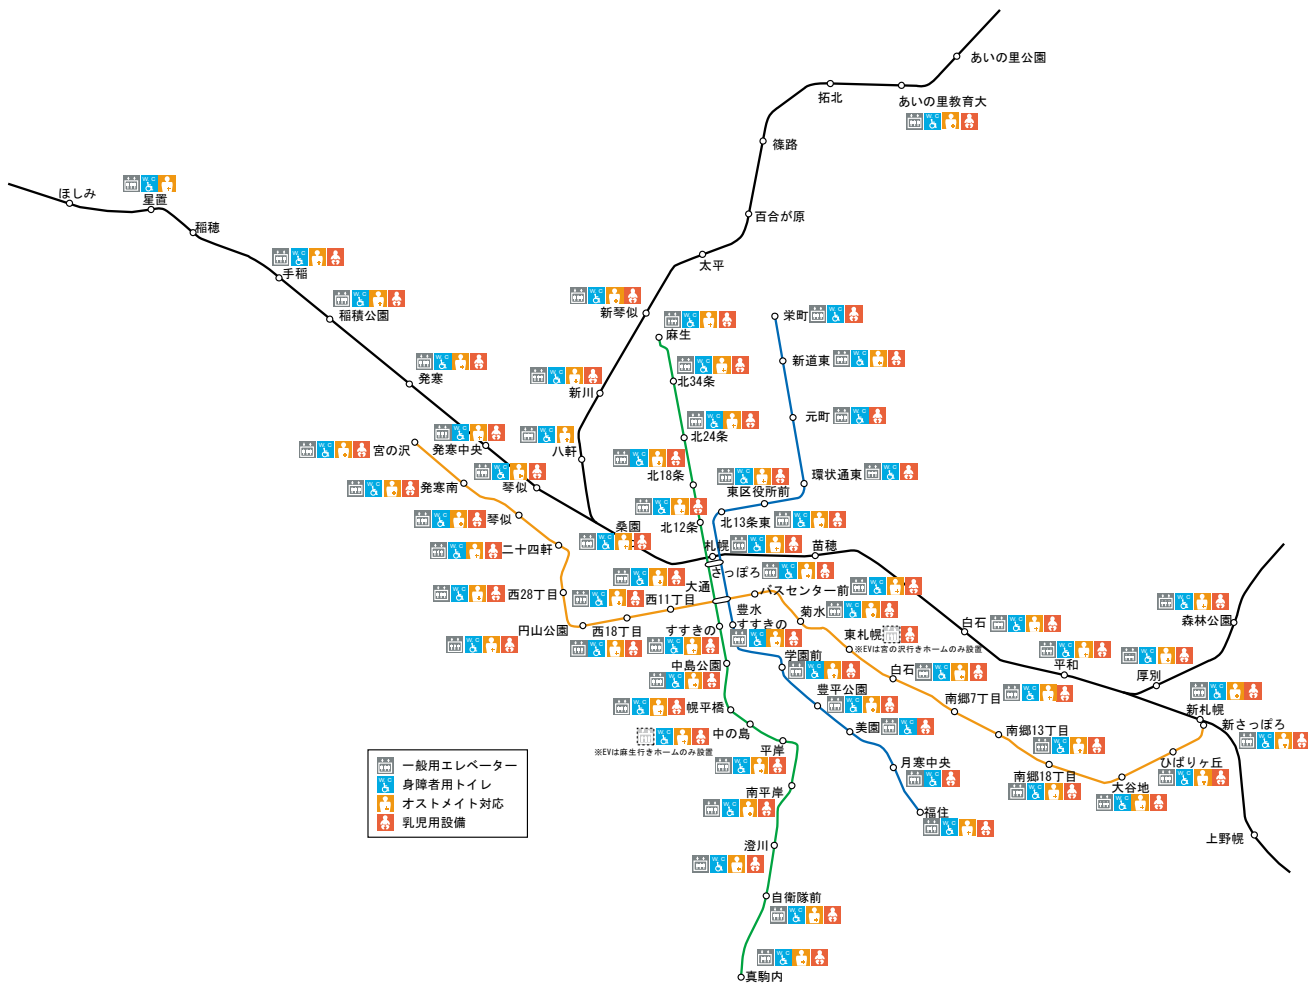 あいの里公園
拓北
あいの里教育大
篠路
ほしみ
星置
百合が原
稲穂
太平
手稲
稲積公園
新琴似
麻生
栄町
新道東
発寒
北34条
新川
元町
北24条
宮の沢
発寒中央
八軒
北18条
環状通東
発寒南
琴似
東区役所前
琴似
北12条
北13条東
桑園
二十四軒
札幌
苗穂
さっぽろ
大通
バスセンター前
西28丁目
西11丁目
豊水
すすきの
菊水
円山公園
西18丁目
すすきの
東札幌
※EVは宮の沢行きホームのみ設置
白石
森林公園
学園前
中島公園
白石
平和
厚別
豊平公園
南郷7丁目
幌平橋
新札幌
新さっぽろ
中の島
※EVは麻生行きホームのみ設置
美園
南郷13丁目
平岸
月寒中央
ひばりヶ丘
南郷18丁目
大谷地
南平岸
福住
上野幌
澄川
自衛隊前
真駒内
一般用エレベーター
身障者用トイレ
オストメイト対応
乳児用設備